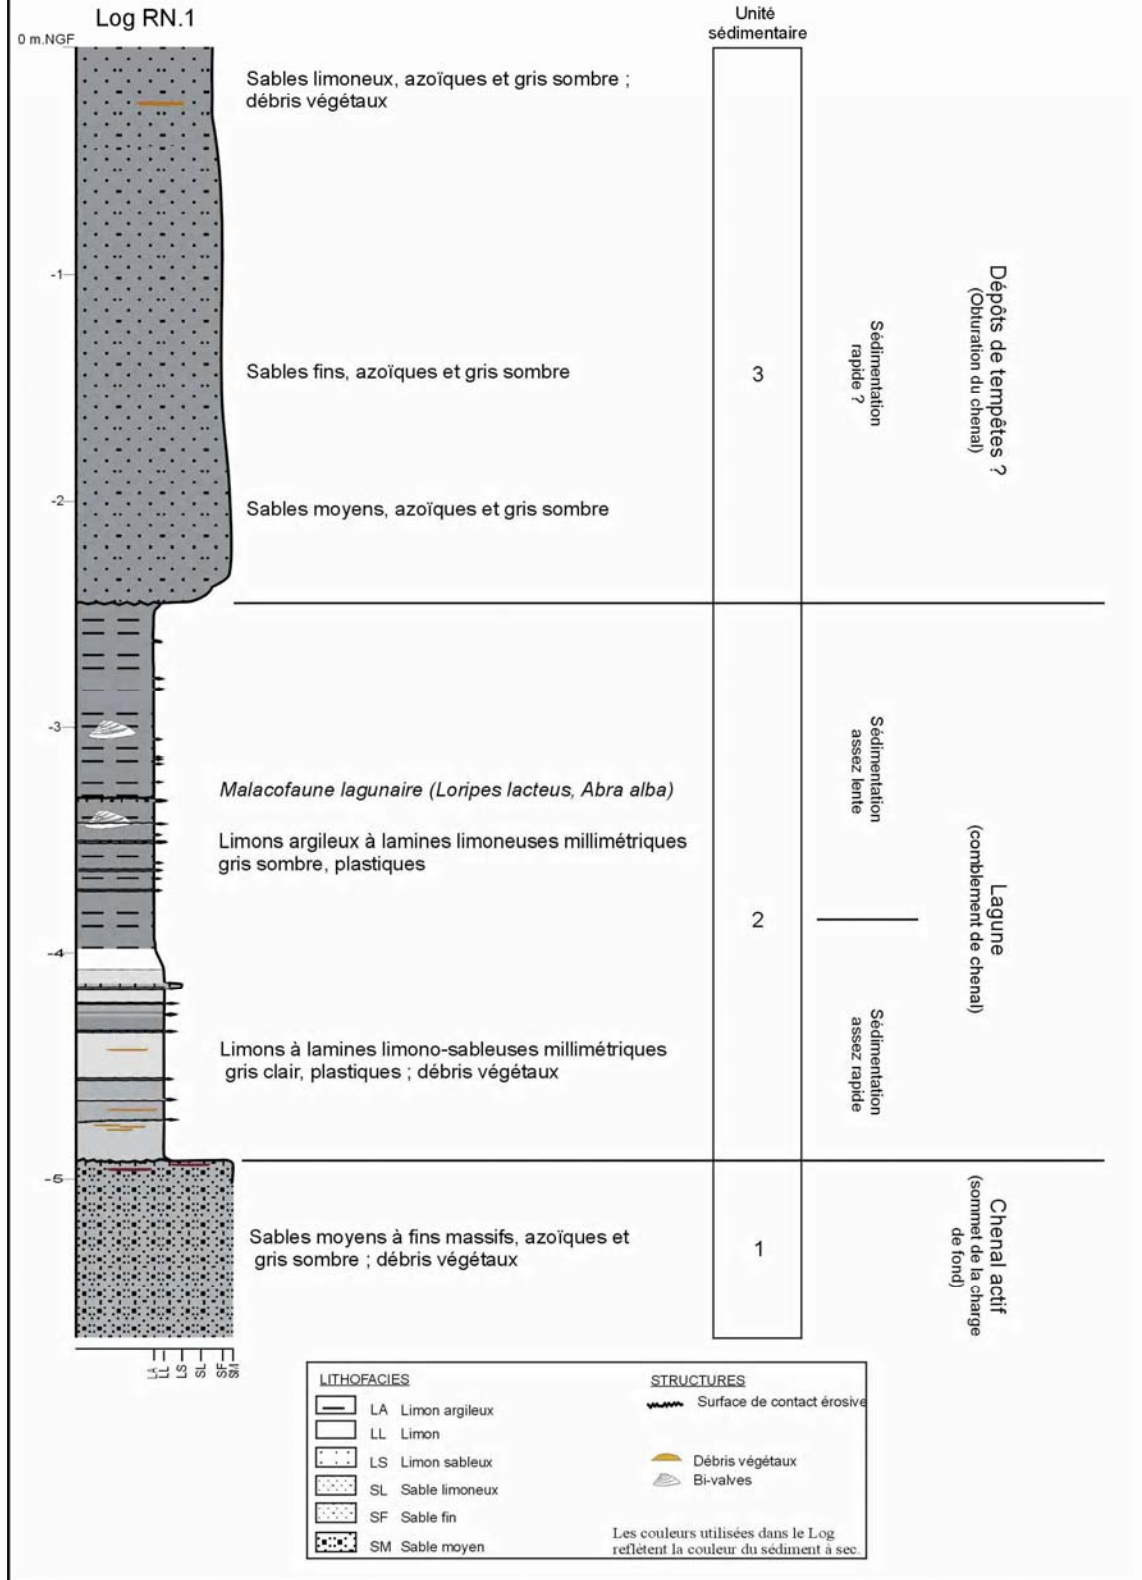 Log RN.1
Unité
sédimentaire
0 m.NGF
Sables limoneux, azoïques et gris sombre ;
débris végétaux
-1
Sables fins, azoïques et gris sombre
3
Sédimentation
rapide ?
Dépôts de tempêtes ?
(Obturation du chenal)
-2
Sables moyens, azoïques et gris sombre
-3
Malacofaune lagunaire (Loripes lacteus, Abra alba)
Limons argileux à lamines limoneuses millimétriques
gris sombre, plastiques
Sédimentation
assez lente
2
Lagune
(comblement de chenal)
-4
Limons à lamines limono-sableuses millimétriques
gris clair, plastiques ; débris végétaux
Sédimentation
assez rapide
-5
Sables moyens à fins massifs, azoïques et
gris sombre ; débris végétaux
1
Chenal actif
(sommet de la charge
de fond)
LA
LL
LS
SL
SF
SM
LITHOFACIES
LA Limon argileux
LL Limon
LS Limon sableux
SL Sable limoneux
SF Sable fin
SM Sable moyen
STRUCTURES
Surface de contact érosive
Débris végétaux
Bi-valves
Les couleurs utilisées dans le Log
reflètent la couleur du sédiment à sec.